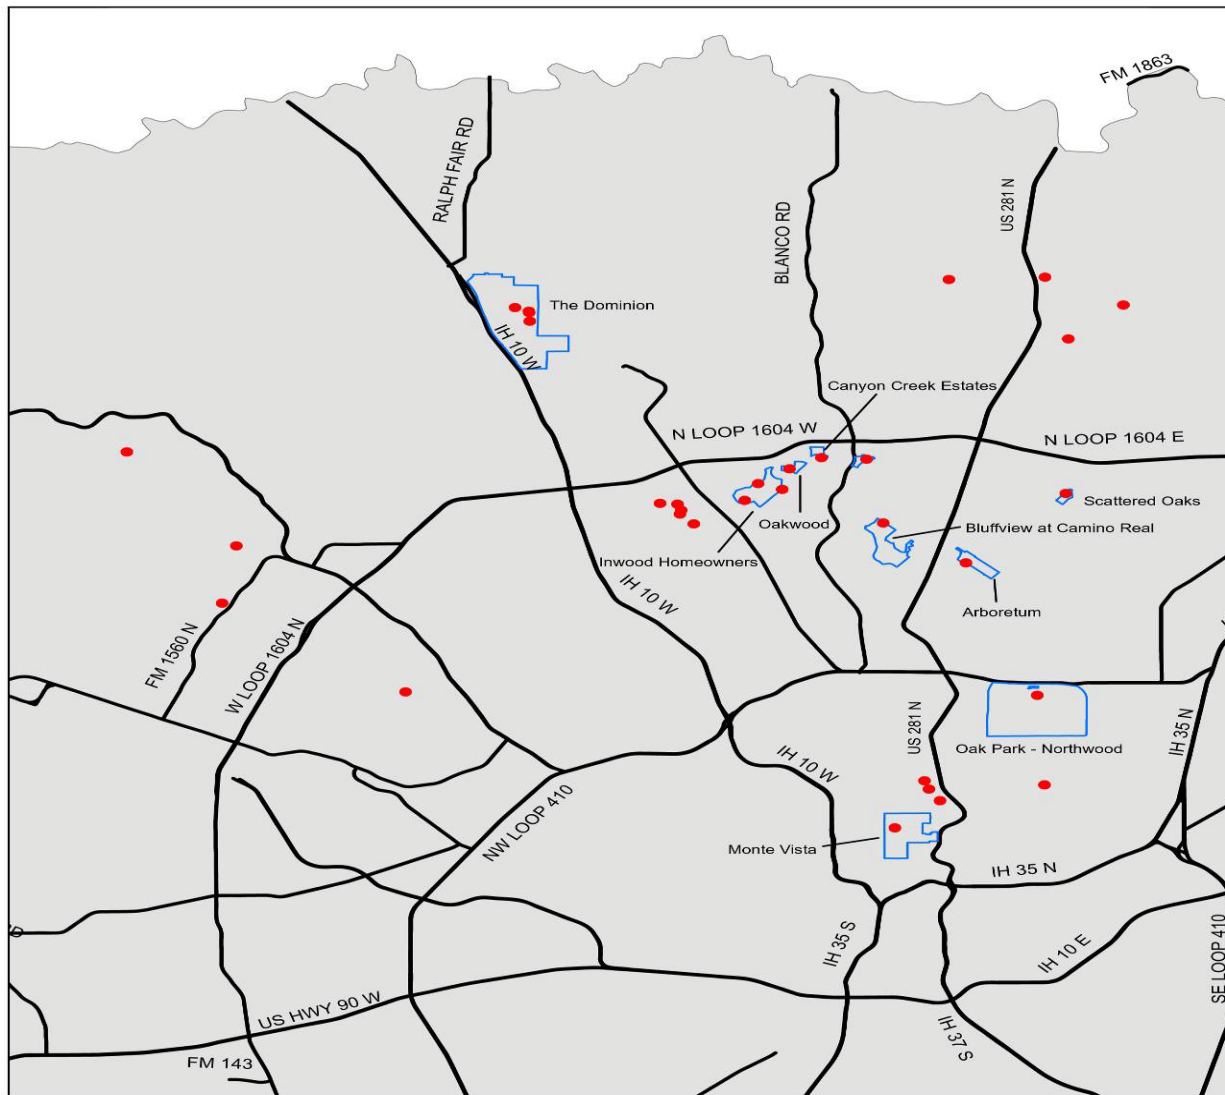 FM 1863
RALPH FAIR RD
US 281 N
BLANCO RD
The Dominion
IH 10 W
Canyon Creek Estates
N LOOP 1604 W
N LOOP 1604 E
Scattered Oaks
Oakwood
Bluffview at Camino Real
Inwood Homeowners
IH 10 W
Arboretum
FM 1560 N
W LOOP 1604 N
US 281 N
IH 35 N
Oak Park - Northwood
IH 10 W
NW LOOP 410
Monte Vista
IH 35 N
IH 35 S
IH 10 E
SE LOOP 410
US HWY 90 W
IH 37 S
FM 143